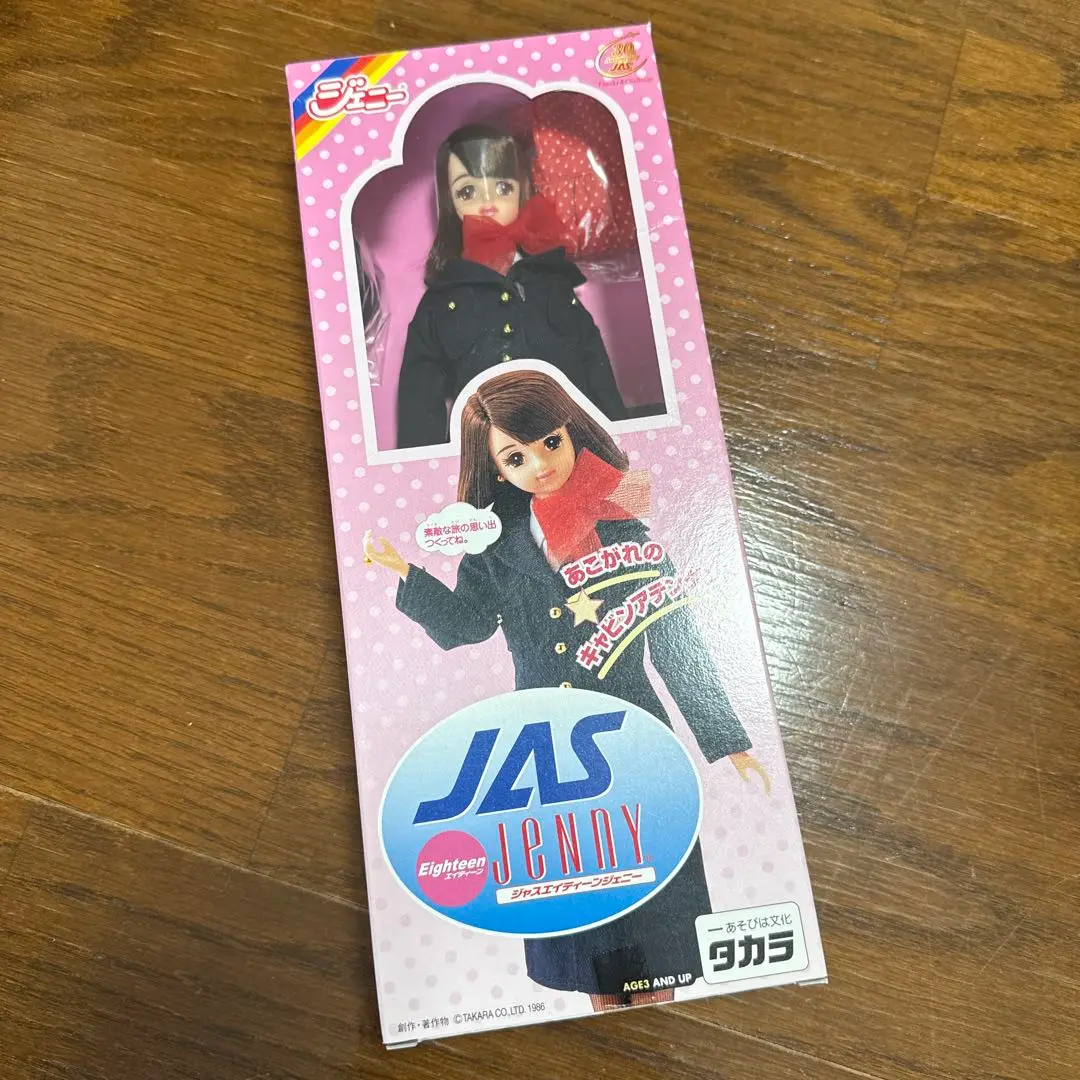 ジェニー
30
JAS
素敵な旅の思い出
つくってね。
あこがれの
キャビンアテン
JAS
Eighteen
エイティーン
JeNNY
ジャスエイティーンジェニー
ーあそびは文化
タカラ
AGE3 AND UP
創作・著作物 ©TAKARA CO.,LTD. 1986